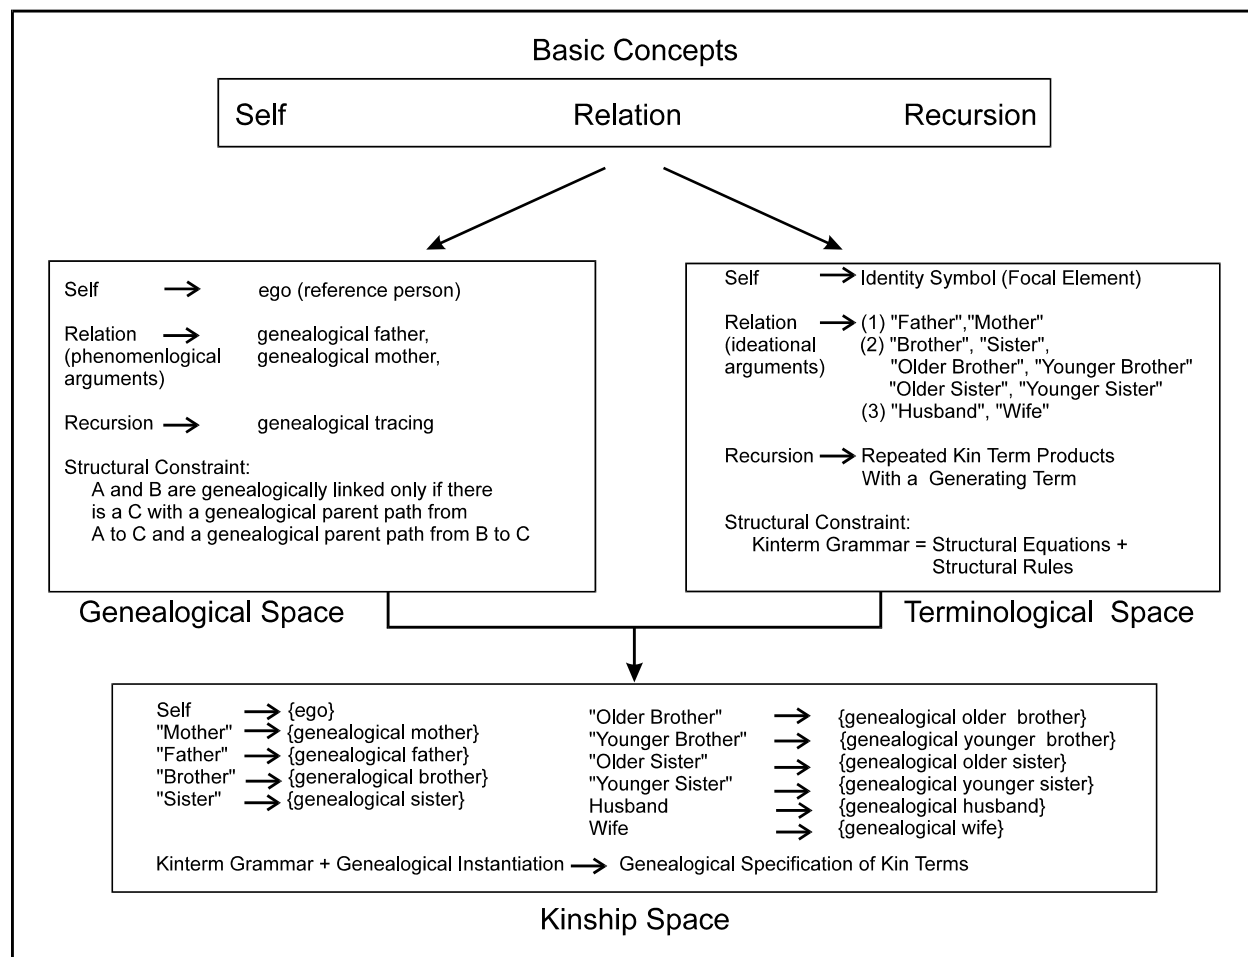 Basic Concepts
Self Relation Recursion
Self ego (reference person)
Relation genealogical father,
(phenomenlogical genealogical mother,
arguments)
Recursion genealogical tracing
Structural Constraint:
A and B are genealogically linked only if there
is a C with a genealogical parent path from
A to C and a genealogical parent path from B to C
Genealogical Space
Self Identity Symbol (Focal Element)
Relation (1) "Father","Mother"
(ideational (2) "Brother", "Sister",
arguments) "Older Brother", "Younger Brother"
"Older Sister", "Younger Sister"
(3) "Husband", "Wife"
Recursion Repeated Kin Term Products
With a Generating Term
Structural Constraint:
Kinterm Grammar = Structural Equations +
Structural Rules
Terminological Space
Self {ego}
"Mother" {genealogical mother}
"Father" {genealogical father}
"Brother" {generalogical brother}
"Sister" {genealogical sister}
"Older Brother" {genealogical older brother}
"Younger Brother" {genealogical younger brother}
"Older Sister" {genealogical older sister}
"Younger Sister" {genealogical younger sister}
Husband {genealogical husband}
Wife {genealogical wife}
Kinterm Grammar + Genealogical Instantiation Genealogical Specification of Kin Terms
Kinship Space